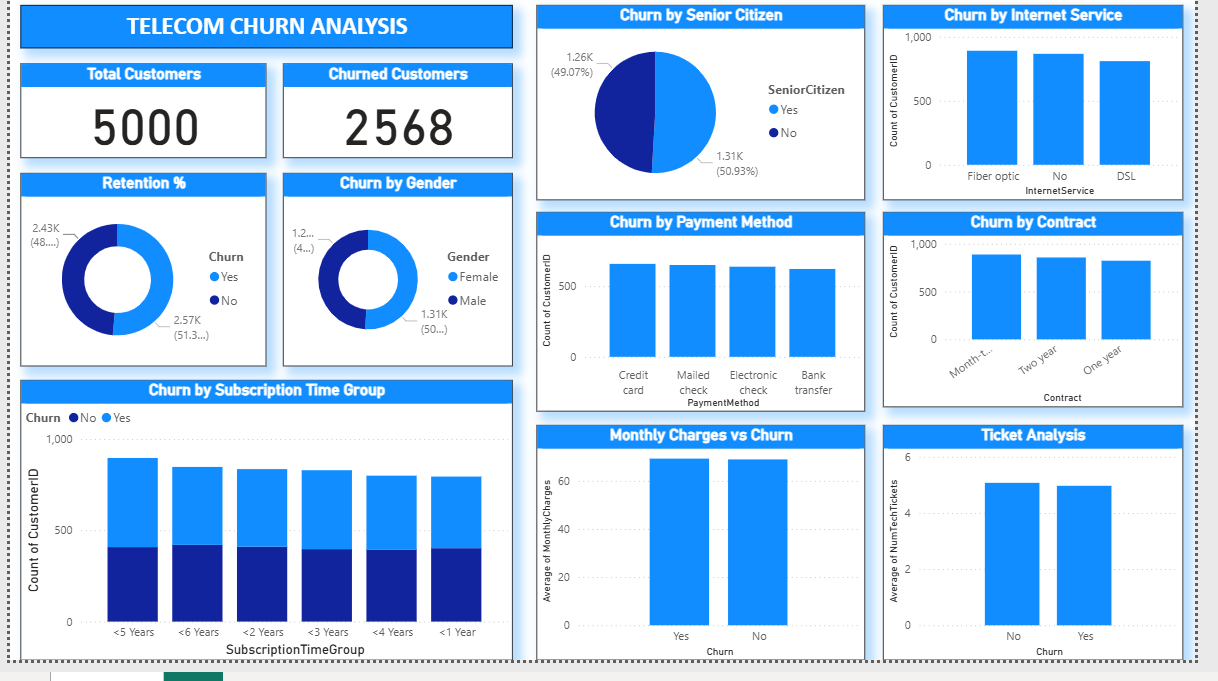 TELECOM CHURN ANALYSIS
Total Customers
5000
Churned Customers
2568
Retention %
2.43K
(48....)
2.57K
(51.3...)
Churn
Yes
No
Churn by Gender
1.2...
(4...)
1.31K
(50...)
Gender
Female
Male
Churn by Subscription Time Group
Churn No Yes
1,000
500
0
Count of CustomerID
<5 Years <6 Years <2 Years <3 Years <4 Years <1 Year
SubscriptionTimeGroup
Churn by Senior Citizen
1.26K
(49.07%)
1.31K
(50.93%)
SeniorCitizen
Yes
No
Churn by Internet Service
1,000
500
0
Count of CustomerID
Fiber optic No DSL
InternetService
Churn by Payment Method
500
0
Count of CustomerID
Credit card
Mailed check
Electronic check
Bank transfer
PaymentMethod
Churn by Contract
1,000
500
0
Count of CustomerID
Month-t...
Two year
One year
Contract
Monthly Charges vs Churn
60
40
20
0
Average of MonthlyCharges
Yes No
Churn
Ticket Analysis
6
4
2
0
Average of NumTechTickets
No Yes
Churn